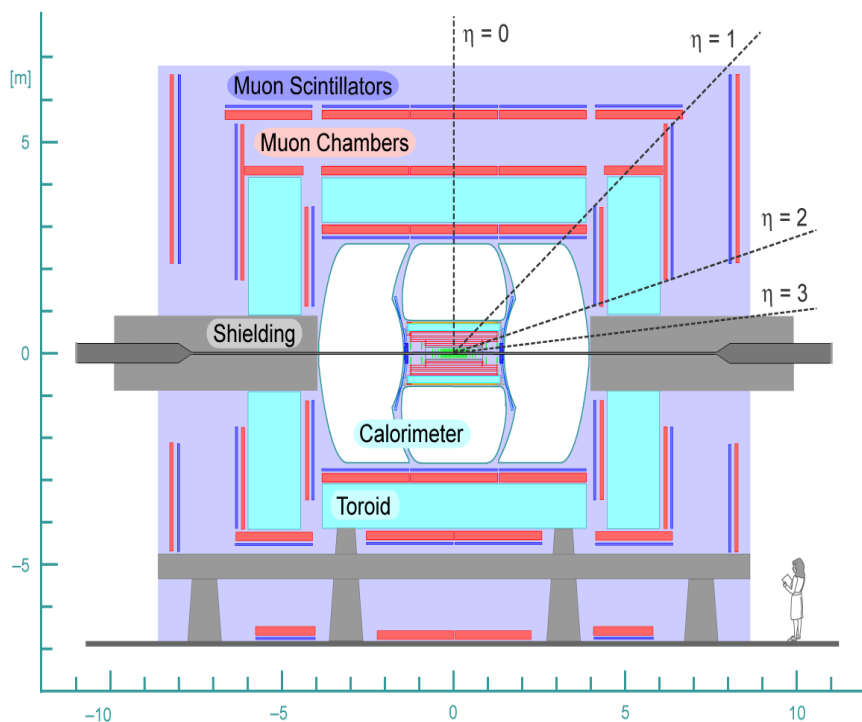 η = 0
η = 1
[m]
Muon Scintillators
5
Muon Chambers
η = 2
η = 3
Shielding
0
Calorimeter
Toroid
–5
–10
–5
0
5
10